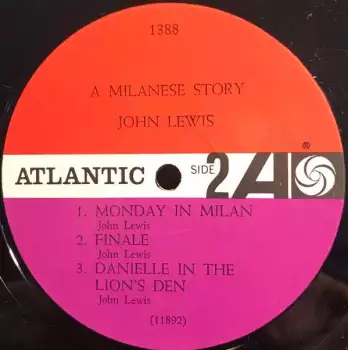 1388
A MILANESE STORY
JOHN LEWIS
ATLANTIC SIDE 2 A ®
1. MONDAY IN MILAN
John Lewis
2. FINALE
John Lewis
3. DANIELLE IN THE
LION'S DEN
John Lewis
(11892)